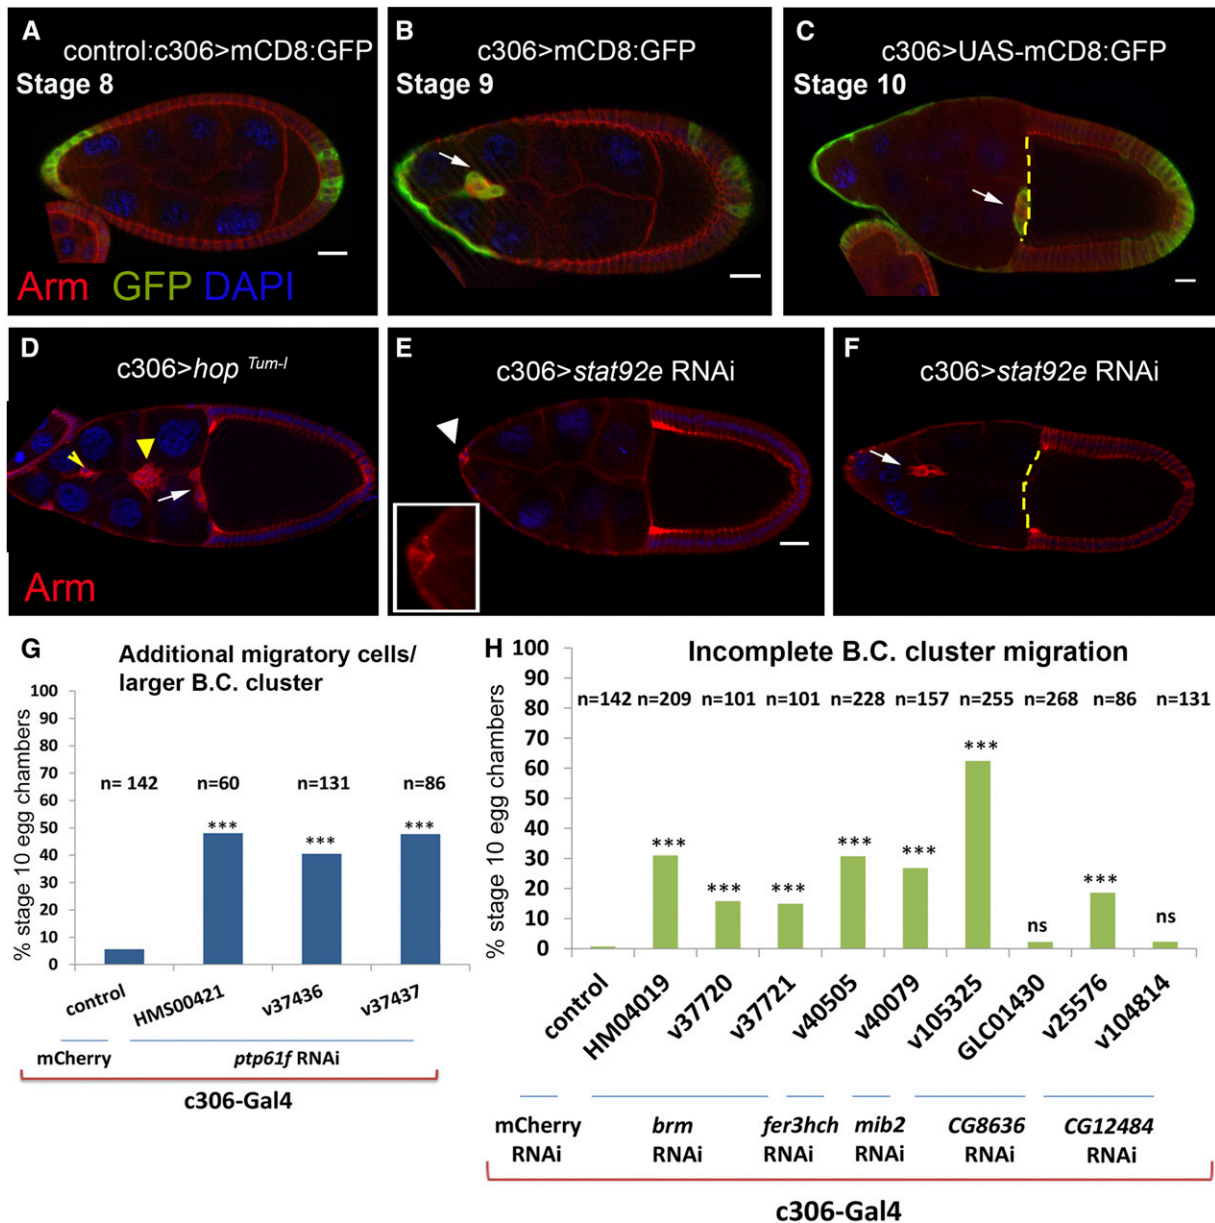 A
control:c306>mCD8:GFP
Stage 8
Arm GFP DAPI
B
c306>mCD8:GFP
Stage 9
C
c306>UAS-mCD8:GFP
Stage 10
D
c306>hop Tum-l
Arm
E
c306>stat92e RNAi
F
c306>stat92e RNAi
G
Additional migratory cells/
larger B.C. cluster
% stage 10 egg chambers
100
90
80
70
60
50
40
30
20
10
0
n= 142 n=60 n=131 n=86
*** *** ***
control HMS00421 v37436 v37437
mCherry ptp61f RNAi
c306-Gal4
H
Incomplete B.C. cluster migration
% stage 10 egg chambers
100
90
80
70
60
50
40
30
20
10
0
n=142 n=209 n=101 n=101 n=228 n=157 n=255 n=268 n=86 n=131
*** *** *** *** *** *** ns *** ns
control HM04019 v37720 v37721 v40505 v40079 v105325 GLC01430 v25576 v104814
mCherry brm fer3hch mib2 CG8636 CG12484
RNAi RNAi RNAi RNAi RNAi RNAi
c306-Gal4